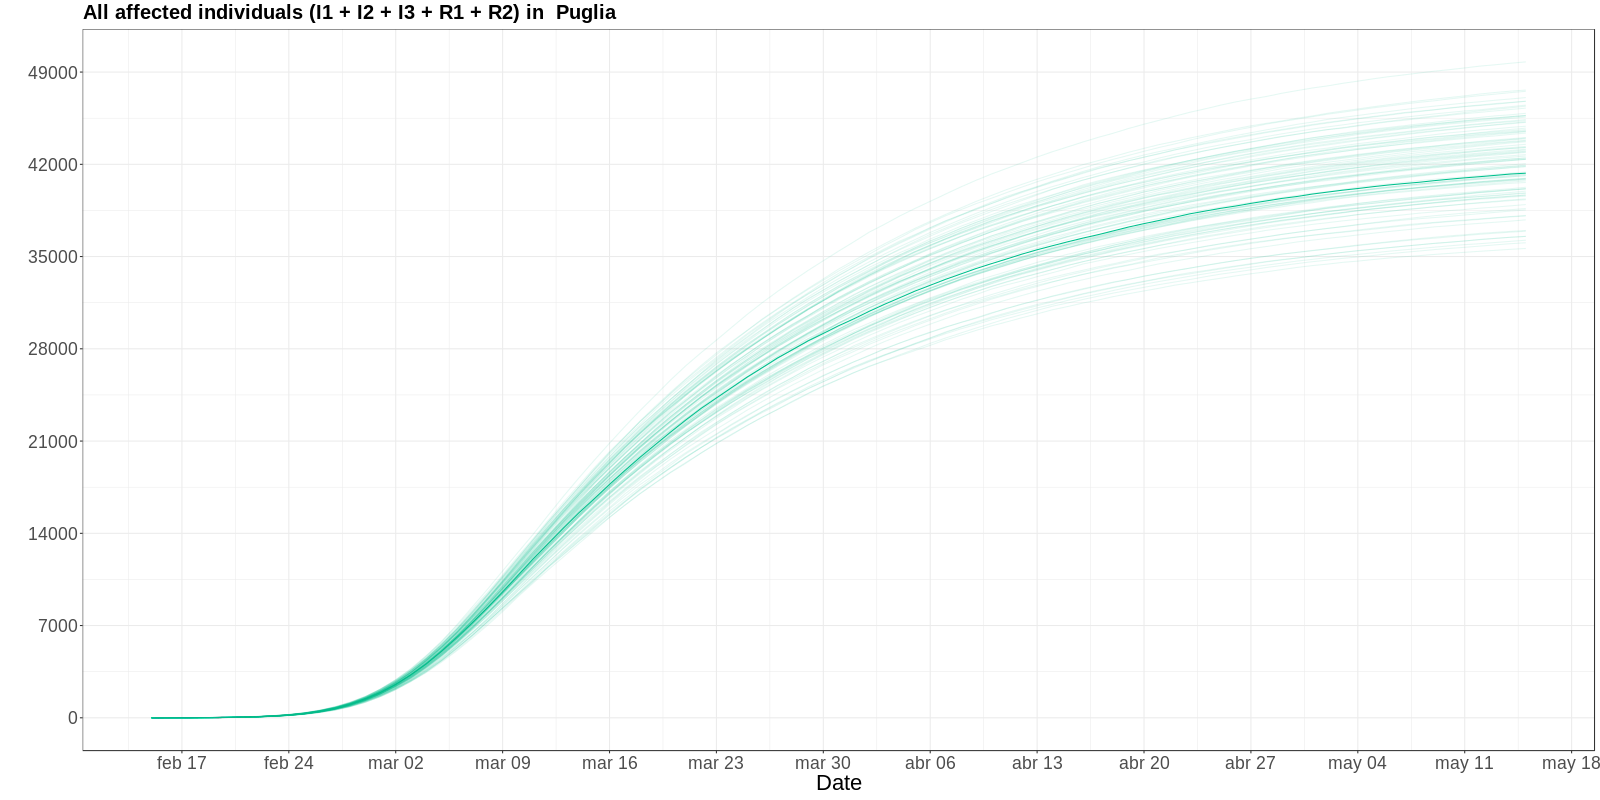 All affected individuals (I1 + I2 + I3 + R1 + R2) in  Puglia
49000
42000
35000
28000
21000
14000
7000
0
feb 17 feb 24 mar 02 mar 09 mar 16 mar 23 mar 30 abr 06 abr 13 abr 20 abr 27 may 04 may 11 may 18
Date